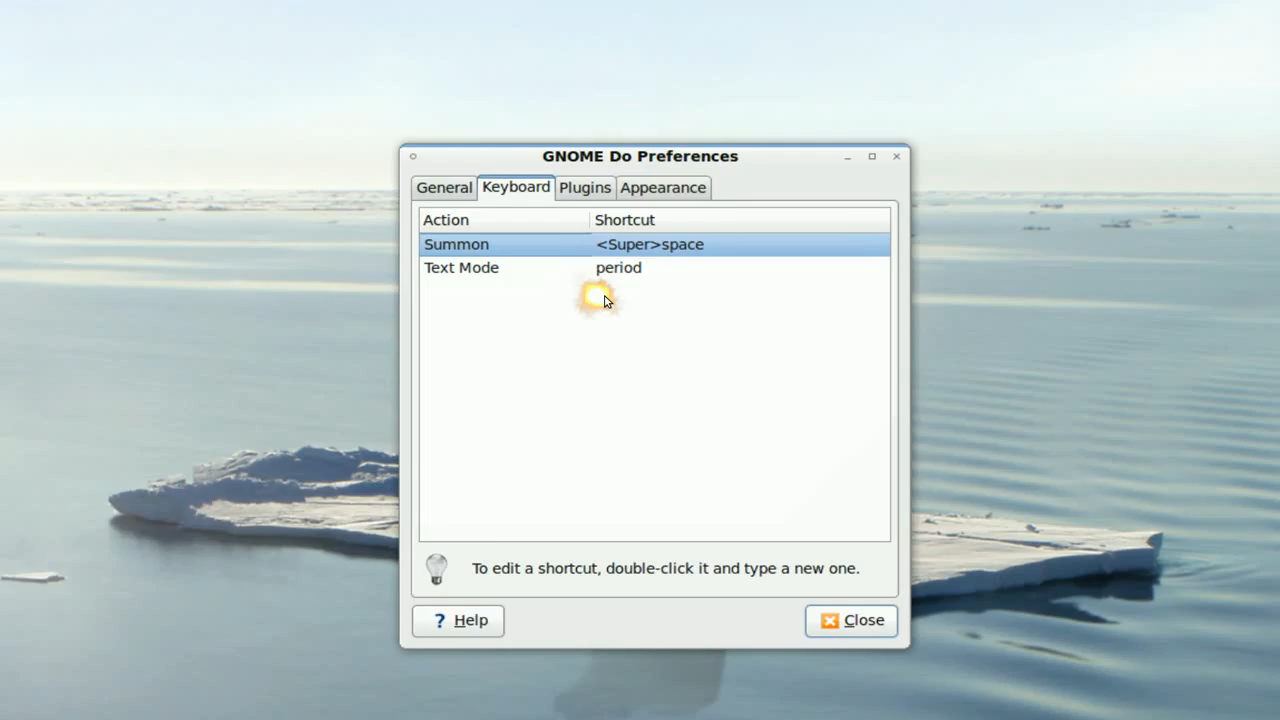 GNOME Do Preferences
General Keyboard Plugins Appearance
Action Shortcut
Summon <Super>space
Text Mode period
To edit a shortcut, double-click it and type a new one.
? Help Close